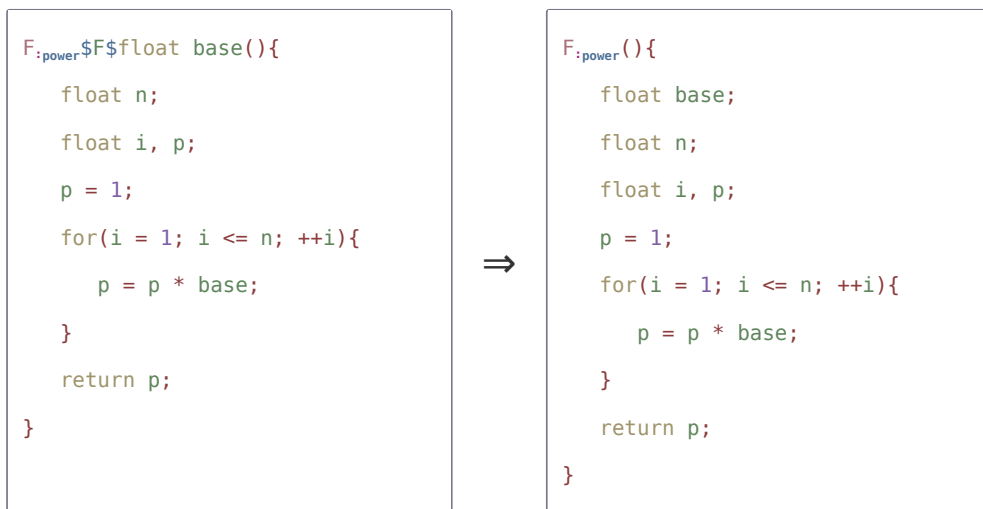 F:power$F$float base(){
float n;
float i, p;
p = 1;
for(i = 1; i <= n; ++i){
p = p * base;
}
return p;
}
⇒
F:power(){
float base;
float n;
float i, p;
p = 1;
for(i = 1; i <= n; ++i){
p = p * base;
}
return p;
}